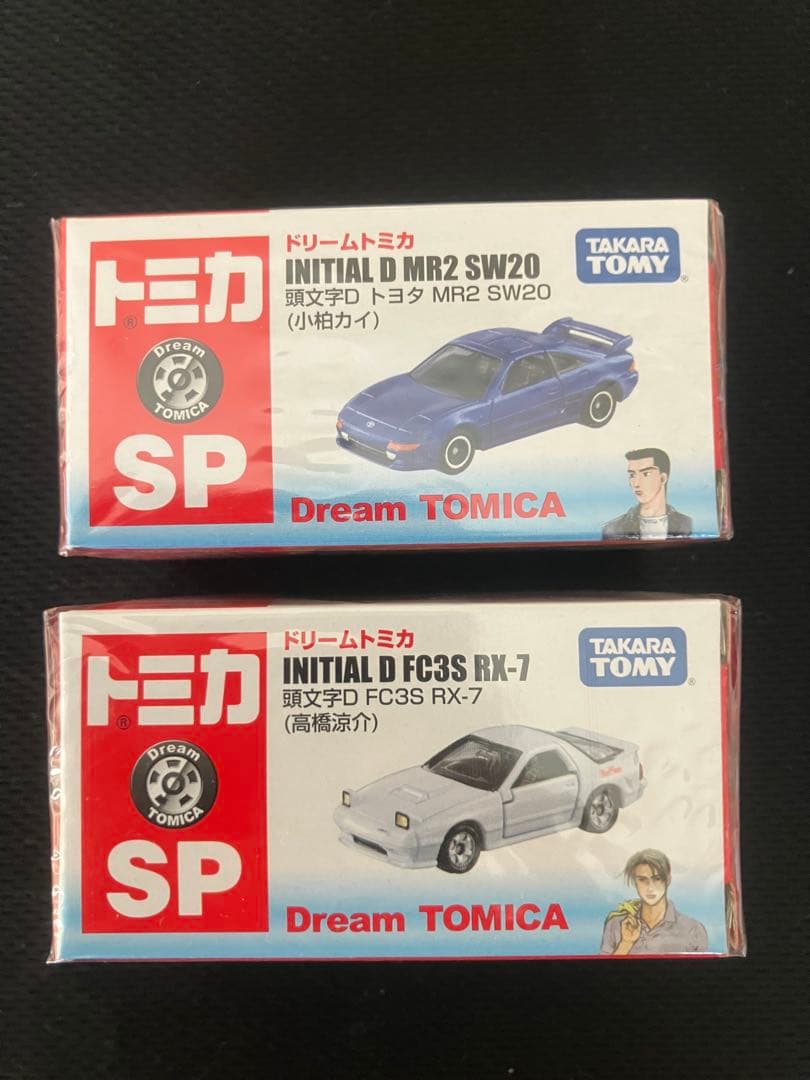 トミカ
®
Dream
TOMICA
SP
ドリームトミカ
INITIAL D MR2 SW20
頭文字D トヨタ MR2 SW20
(小柏カイ)
TAKARA
TOMY
®
Dream TOMICA
トミカ
®
Dream
TOMICA
SP
ドリームトミカ
INITIAL D FC3S RX-7
頭文字D FC3S RX-7
(高橋涼介)
TAKARA
TOMY
®
Dream TOMICA